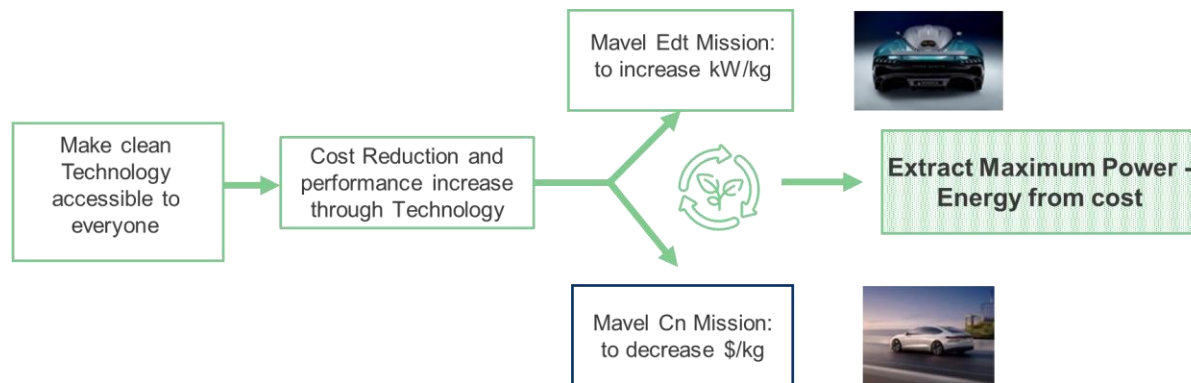 Make clean
Technology
accessible to
everyone
Cost Reduction and
performance increase
through Technology
Mavel Edt Mission:
to increase kW/kg
Mavel Cn Mission:
to decrease $/kg
Extract Maximum Power -
Energy from cost